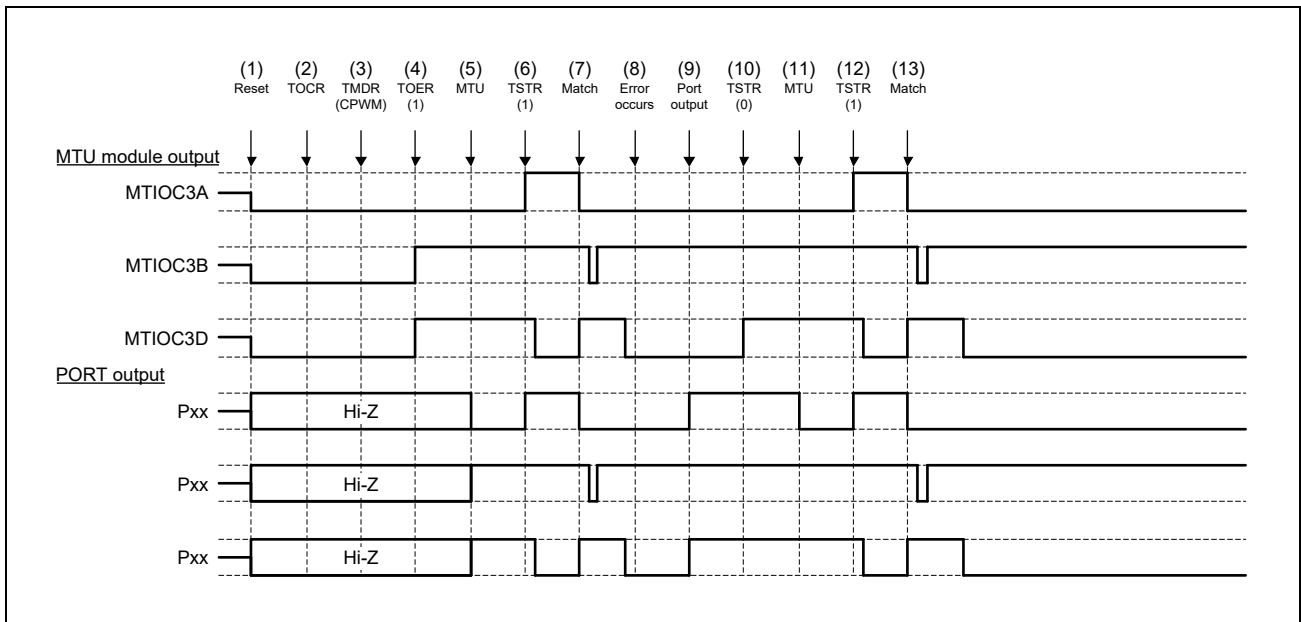 (1) (2) (3) (4) (5) (6) (7) (8) (9) (10) (11) (12) (13)
Reset TOCR TMDR TOER MTU TSTR Match Error Port TSTR MTU TSTR Match
(CPWM) (1) (1) occurs output (0) (1)
MTU module output
MTIOC3A
MTIOC3B
MTIOC3D
PORT output
Pxx Hi-Z
Pxx Hi-Z
Pxx Hi-Z